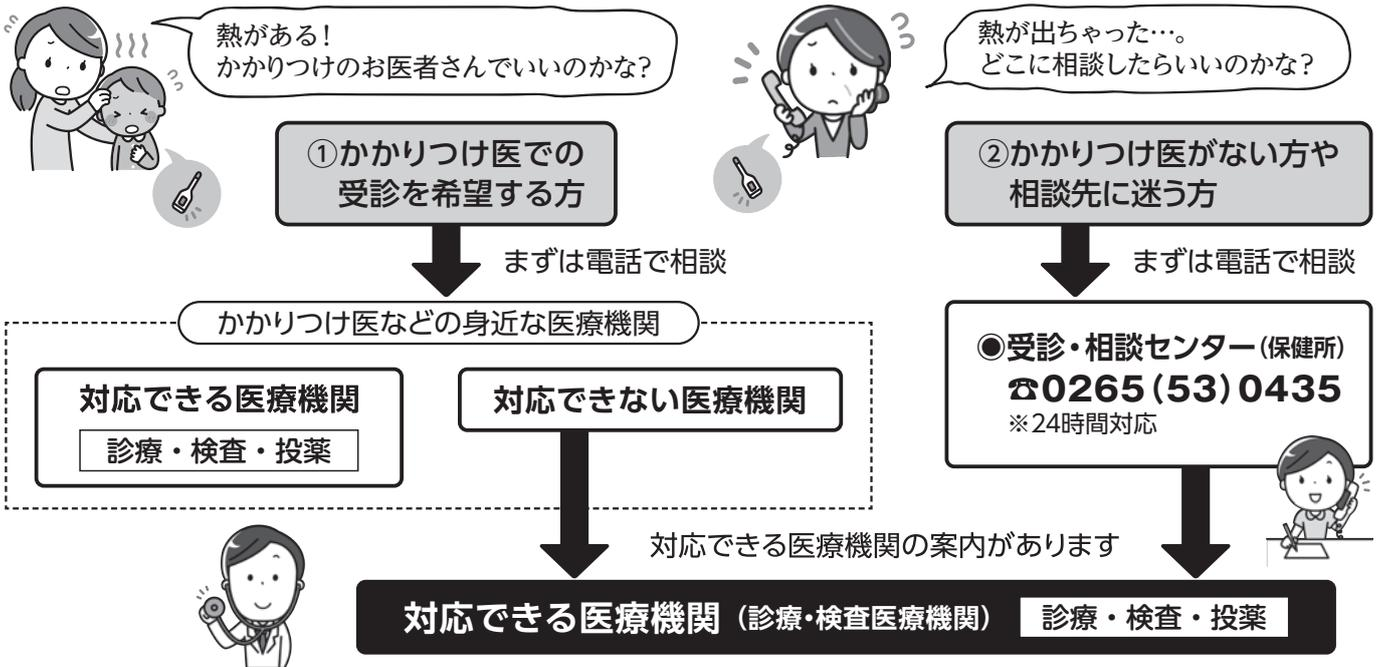 熱がある！
かかりつけのお医者さんでいいのかな？
熱が出ちゃった…。
どこに相談したらいいのかな？
①かかりつけ医での
受診を希望する方
②かかりつけ医がない方や
相談先に迷う方
まずは電話で相談
まずは電話で相談
かかりつけ医などの身近な医療機関
対応できる医療機関
診療・検査・投薬
対応できない医療機関
◉受診・相談センター（保健所）
☎0265（53）0435
※24時間対応
対応できる医療機関の案内があります
対応できる医療機関（診療・検査医療機関） 診療・検査・投薬